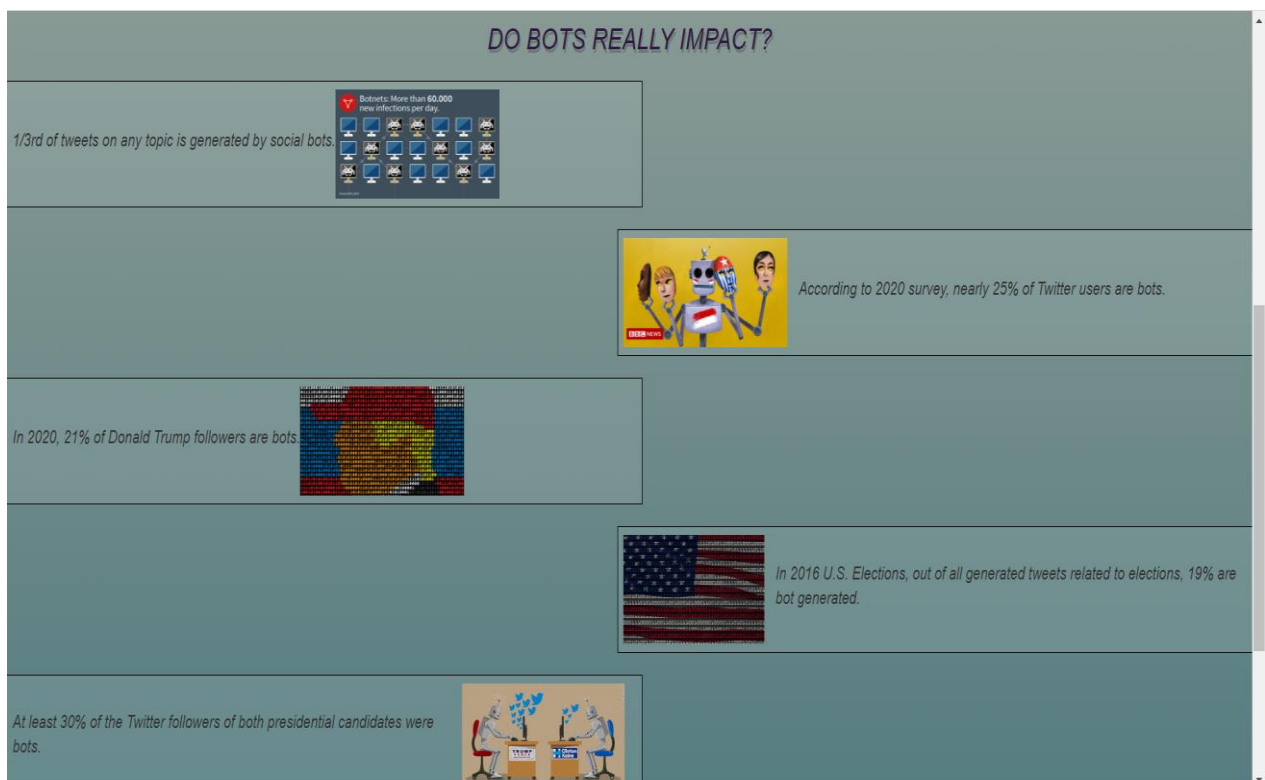 DO BOTS REALLY IMPACT?
Botnets: More than 60.000
new infections per day.
1/3rd of tweets on any topic is generated by social bots.
BBC NEWS
According to 2020 survey, nearly 25% of Twitter users are bots.
In 2020, 21% of Donald Trump followers are bots.
In 2016 U.S. Elections, out of all generated tweets related to elections, 19% are
bot generated.
At least 30% of the Twitter followers of both presidential candidates were
bots.
TRUMP